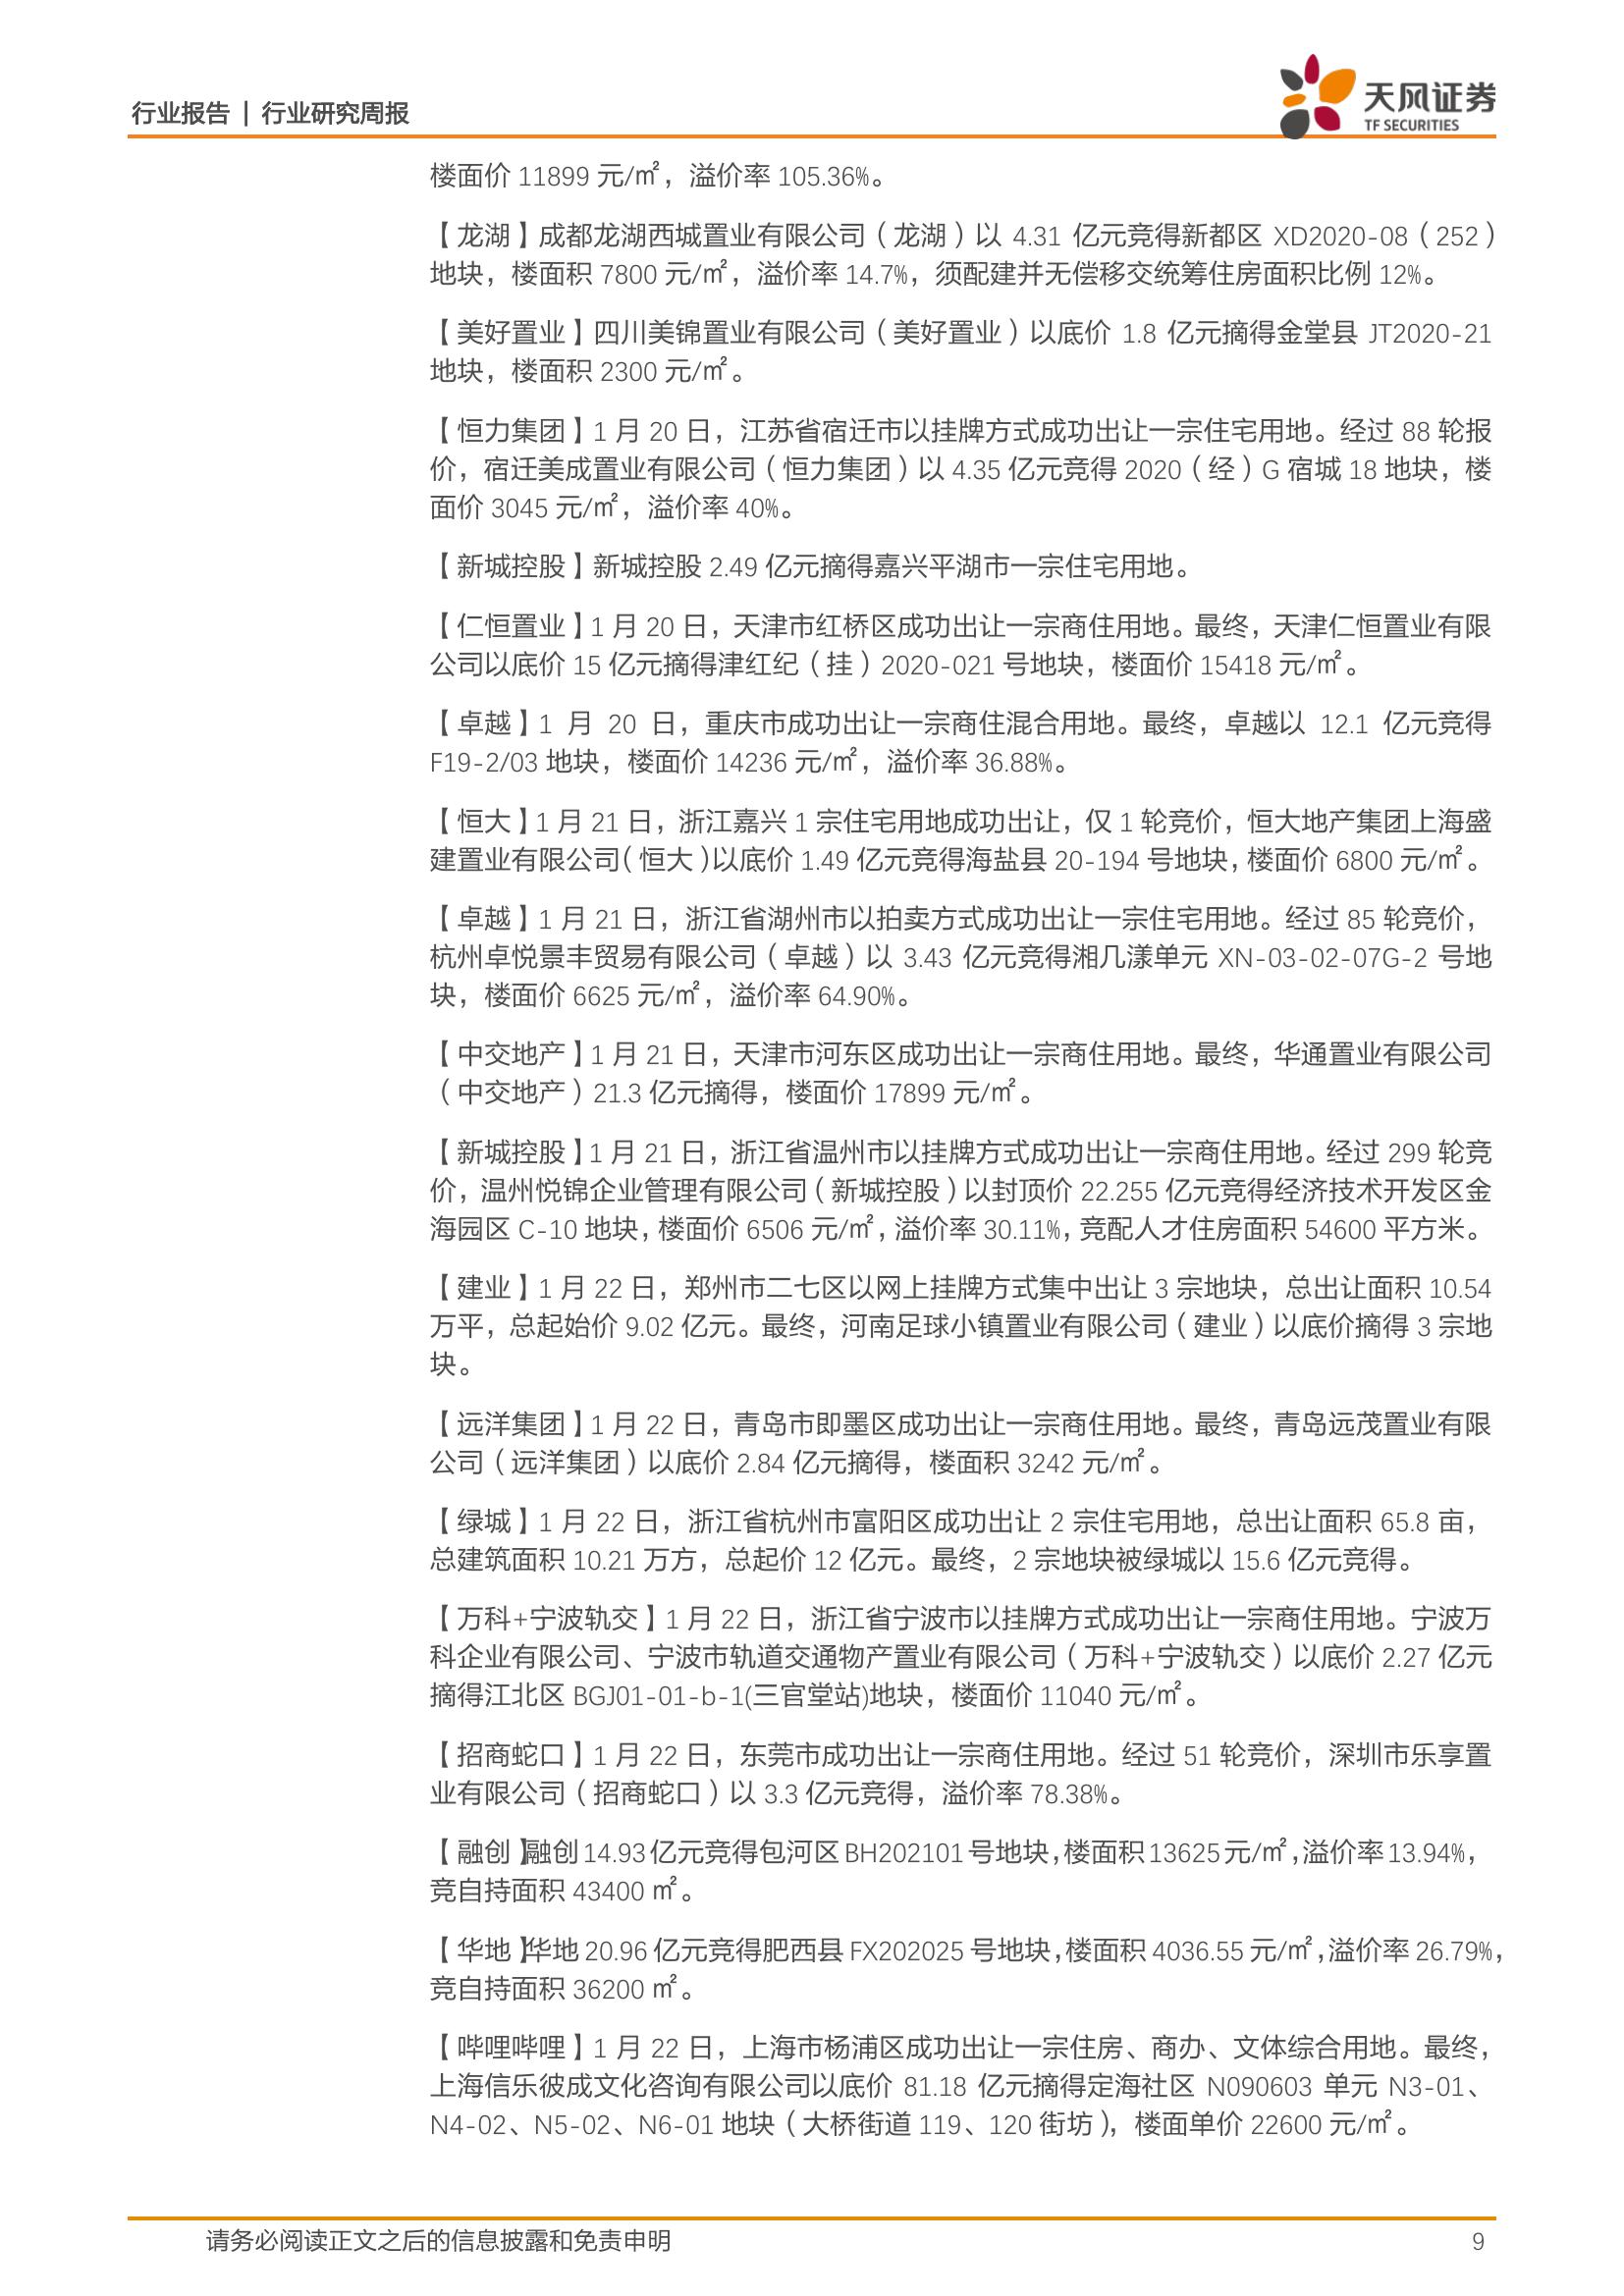 行业报告 | 行业研究周报
天风证券
TF SECURITIES
楼面价 11899 元/㎡，溢价率 105.36%。
【龙湖】成都龙湖西城置业有限公司（龙湖）以 4.31 亿元竞得新都区 XD2020-08（252）
地块，楼面积 7800 元/㎡，溢价率 14.7%，须配建并无偿移交统筹住房面积比例 12%。
【美好置业】四川美锦置业有限公司（美好置业）以底价 1.8 亿元摘得金堂县 JT2020-21
地块，楼面积 2300 元/㎡。
【恒力集团】1 月 20 日，江苏省宿迁市以挂牌方式成功出让一宗住宅用地。经过 88 轮报
价，宿迁美成置业有限公司（恒力集团）以 4.35 亿元竞得 2020（经）G 宿城 18 地块，楼
面价 3045 元/㎡，溢价率 40%。
【新城控股】新城控股 2.49 亿元摘得嘉兴平湖市一宗住宅用地。
【仁恒置业】1 月 20 日，天津市红桥区成功出让一宗商住用地。最终，天津仁恒置业有限
公司以底价 15 亿元摘得津红纪（挂）2020-021 号地块，楼面价 15418 元/㎡。
【卓越】1 月 20 日，重庆市成功出让一宗商住混合用地。最终，卓越以 12.1 亿元竞得
F19-2/03 地块，楼面价 14236 元/㎡，溢价率 36.88%。
【恒大】1 月 21 日，浙江嘉兴 1 宗住宅用地成功出让，仅 1 轮竞价，恒大地产集团上海盛
建置业有限公司（恒大）以底价 1.49 亿元竞得海盐县 20-194 号地块，楼面价 6800 元/㎡。
【卓越】1 月 21 日，浙江省湖州市以拍卖方式成功出让一宗住宅用地。经过 85 轮竞价，
杭州卓悦景丰贸易有限公司（卓越）以 3.43 亿元竞得湘几漾单元 XN-03-02-07G-2 号地
块，楼面价 6625 元/㎡，溢价率 64.90%。
【中交地产】1 月 21 日，天津市河东区成功出让一宗商住用地。最终，华通置业有限公司
（中交地产）21.3 亿元摘得，楼面价 17899 元/㎡。
【新城控股】1 月 21 日，浙江省温州市以挂牌方式成功出让一宗商住用地。经过 299 轮竞
价，温州悦锦企业管理有限公司（新城控股）以封顶价 22.255 亿元竞得经济技术开发区金
海园区 C-10 地块，楼面价 6506 元/㎡，溢价率 30.11%，竞配人才住房面积 54600 平方米。
【建业】1 月 22 日，郑州市二七区以网上挂牌方式集中出让 3 宗地块，总出让面积 10.54
万平，总起始价 9.02 亿元。最终，河南足球小镇置业有限公司（建业）以底价摘得 3 宗地
块。
【远洋集团】1 月 22 日，青岛市即墨区成功出让一宗商住用地。最终，青岛远茂置业有限
公司（远洋集团）以底价 2.84 亿元摘得，楼面积 3242 元/㎡。
【绿城】1 月 22 日，浙江省杭州市富阳区成功出让 2 宗住宅用地，总出让面积 65.8 亩，
总建筑面积 10.21 万方，总起价 12 亿元。最终，2 宗地块被绿城以 15.6 亿元竞得。
【万科+宁波轨交】1 月 22 日，浙江省宁波市以挂牌方式成功出让一宗商住用地。宁波万
科企业有限公司、宁波市轨道交通物产置业有限公司（万科+宁波轨交）以底价 2.27 亿元
摘得江北区 BGJ01-01-b-1(三官堂站)地块，楼面价 11040 元/㎡。
【招商蛇口】1 月 22 日，东莞市成功出让一宗商住用地。经过 51 轮竞价，深圳市乐享置
业有限公司（招商蛇口）以 3.3 亿元竞得，溢价率 78.38%。
【融创】融创 14.93 亿元竞得包河区 BH202101 号地块，楼面积 13625 元/㎡，溢价率 13.94%，
竞自持面积 43400 ㎡。
【华地】华地 20.96 亿元竞得肥西县 FX202025 号地块，楼面积 4036.55 元/㎡，溢价率 26.79%，
竞自持面积 36200 ㎡。
【哔哩哔哩】1 月 22 日，上海市杨浦区成功出让一宗住房、商办、文体综合用地。最终，
上海信乐彼成文化咨询有限公司以底价 81.18 亿元摘得定海社区 N090603 单元 N3-01、
N4-02、N5-02、N6-01 地块（大桥街道 119、120 街坊），楼面单价 22600 元/㎡。
请务必阅读正文之后的信息披露和免责申明
9